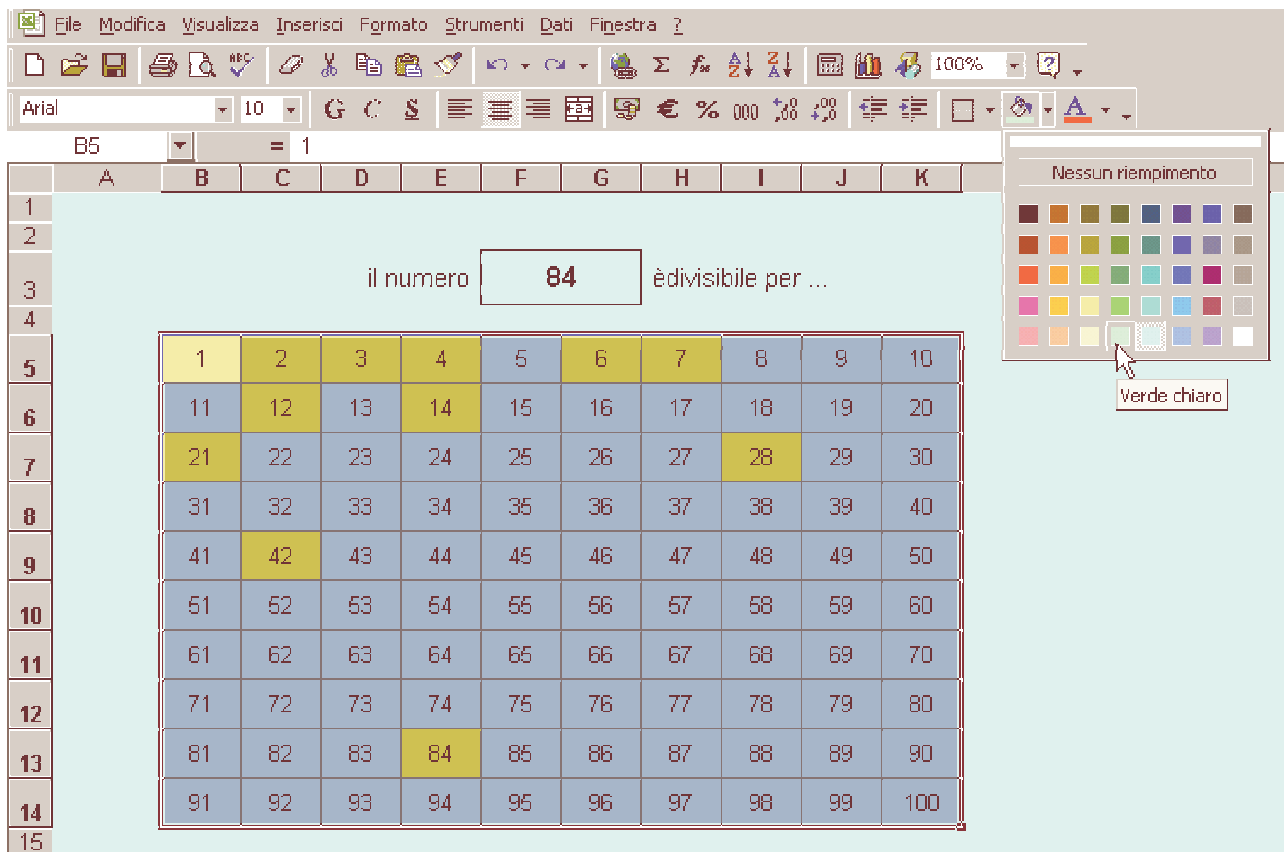 File Modifica Visualizza Inserisci Formato Strumenti Dati Finestra ?
ABC Σ fx A Z Z A 100% ?
Arial 10 G C S € % 000 ,00 ,00 A
B5 = 1
Nessun riempimento
A B C D E F G H I J K
1
2
3 il numero 84 èdivisibile per ...
4
5 1 2 3 4 5 6 7 8 9 10
Verde chiaro
6 11 12 13 14 15 16 17 18 19 20
7 21 22 23 24 25 26 27 28 29 30
8 31 32 33 34 35 36 37 38 39 40
9 41 42 43 44 45 46 47 48 49 50
10 51 52 53 54 55 56 57 58 59 60
11 61 62 63 64 65 66 67 68 69 70
12 71 72 73 74 75 76 77 78 79 80
13 81 82 83 84 85 86 87 88 89 90
14 91 92 93 94 95 96 97 98 99 100
15